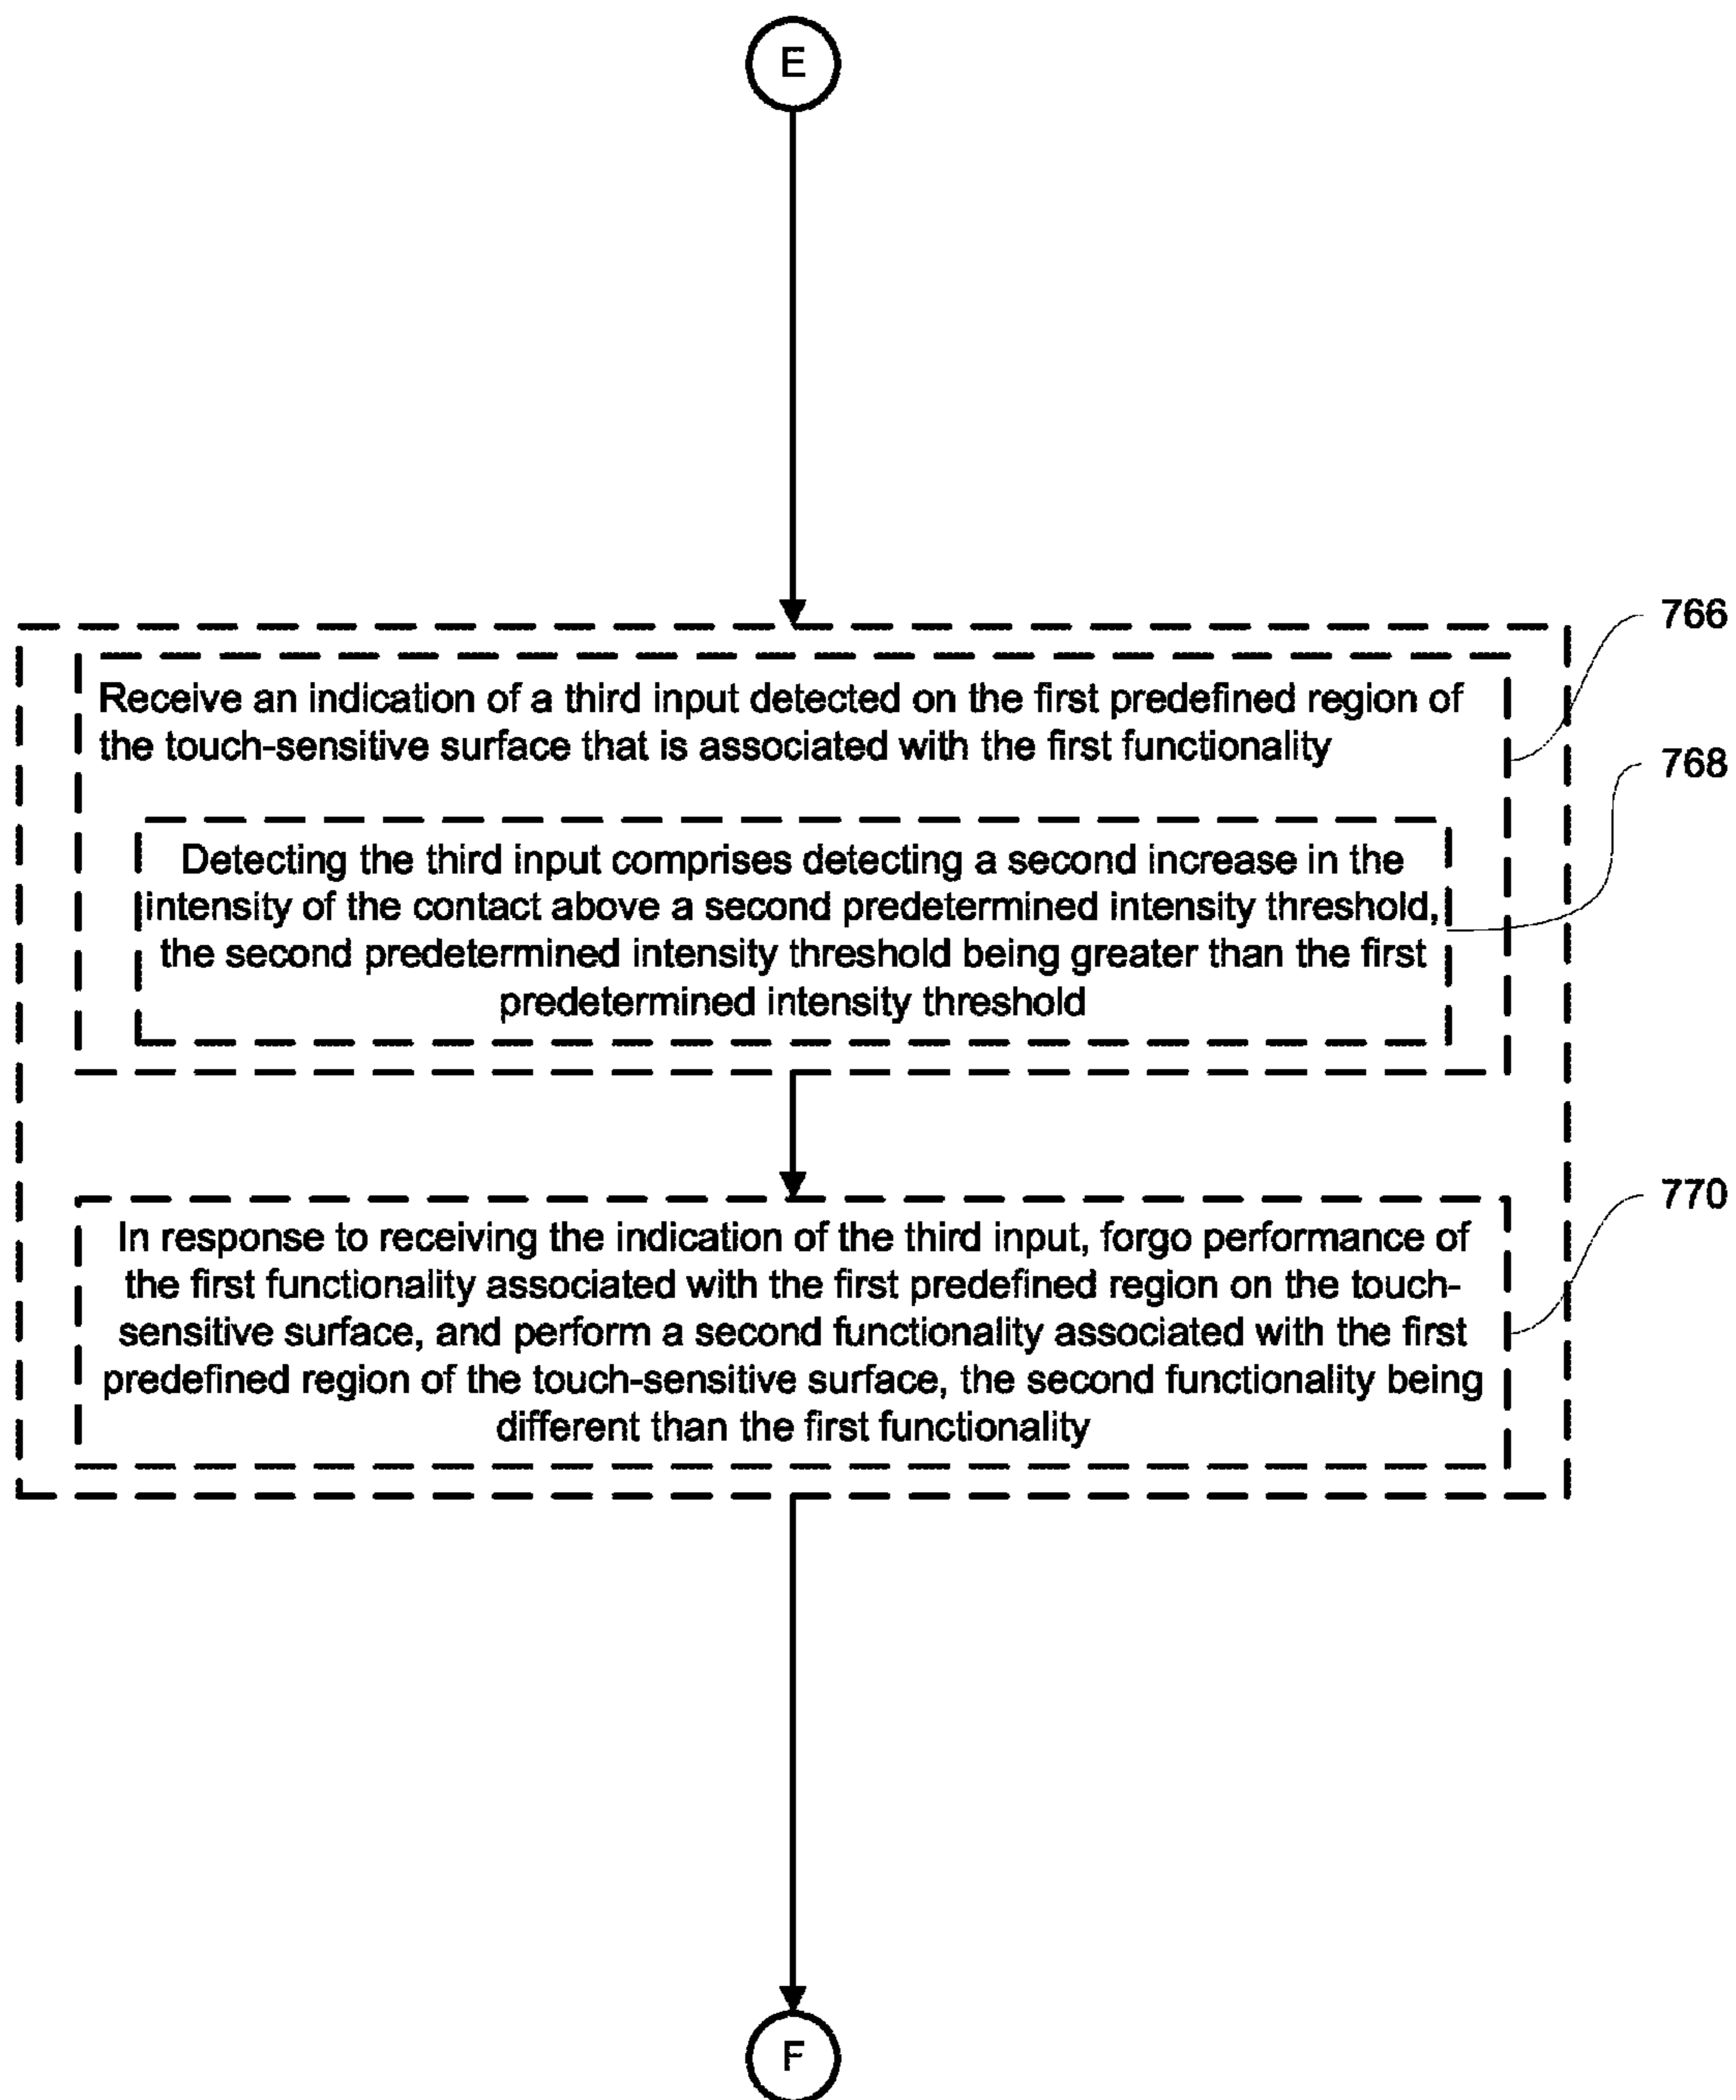 E
766
Receive an indication of a third input detected on the first predefined region of
the touch-sensitive surface that is associated with the first functionality
768
Detecting the third input comprises detecting a second increase in the
intensity of the contact above a second predetermined intensity threshold,
the second predetermined intensity threshold being greater than the first
predetermined intensity threshold
770
In response to receiving the indication of the third input, forgo performance of
the first functionality associated with the first predefined region on the touch-
sensitive surface, and perform a second functionality associated with the first
predefined region of the touch-sensitive surface, the second functionality being
different than the first functionality
F